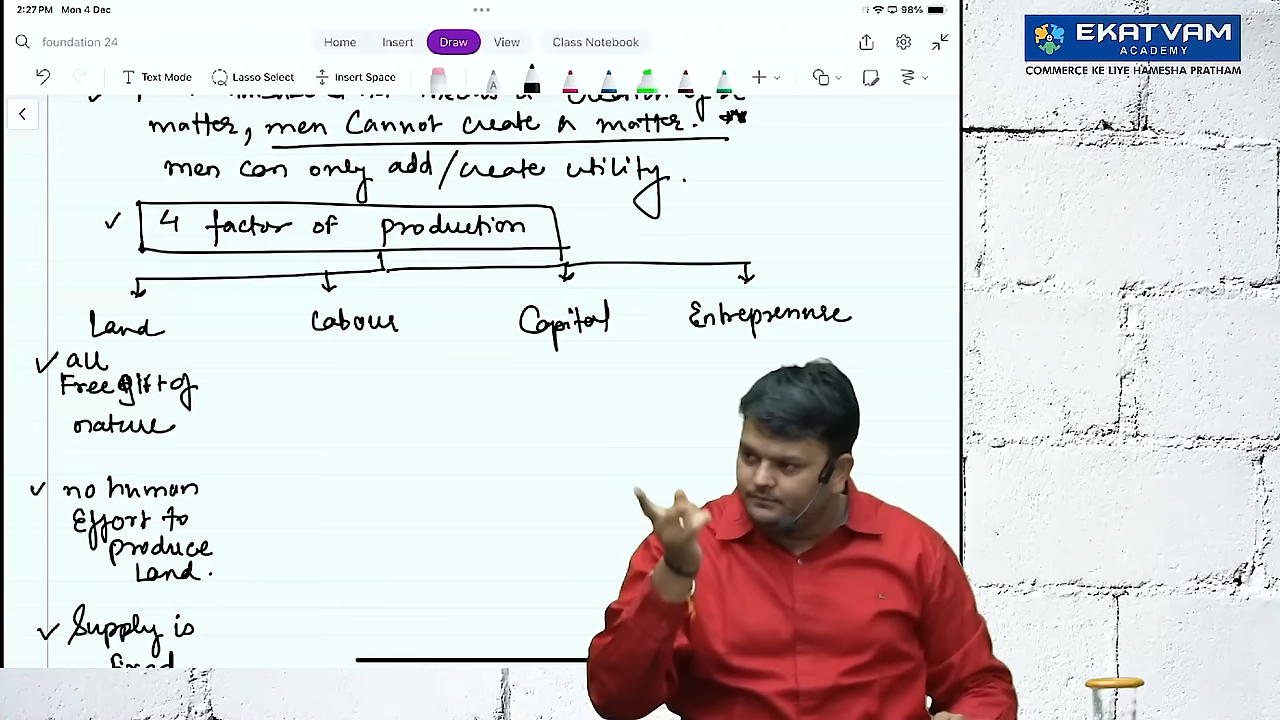 2:27 PM Mon 4 Dec
98%
foundation 24
Home Insert Draw View Class Notebook
Text Mode Lasso Select Insert Space
EKATVAM
ACADEMY
COMMERCE KE LIYE HAMESHA PRATHAM
means
matter, men Cannot create a matter.
men can only add/create utility.
4 factor of production
Land Labour Capital Entreprenure
all
Free gift of
nature
no human
Effort to
produce
Land.
Supply is
fixed